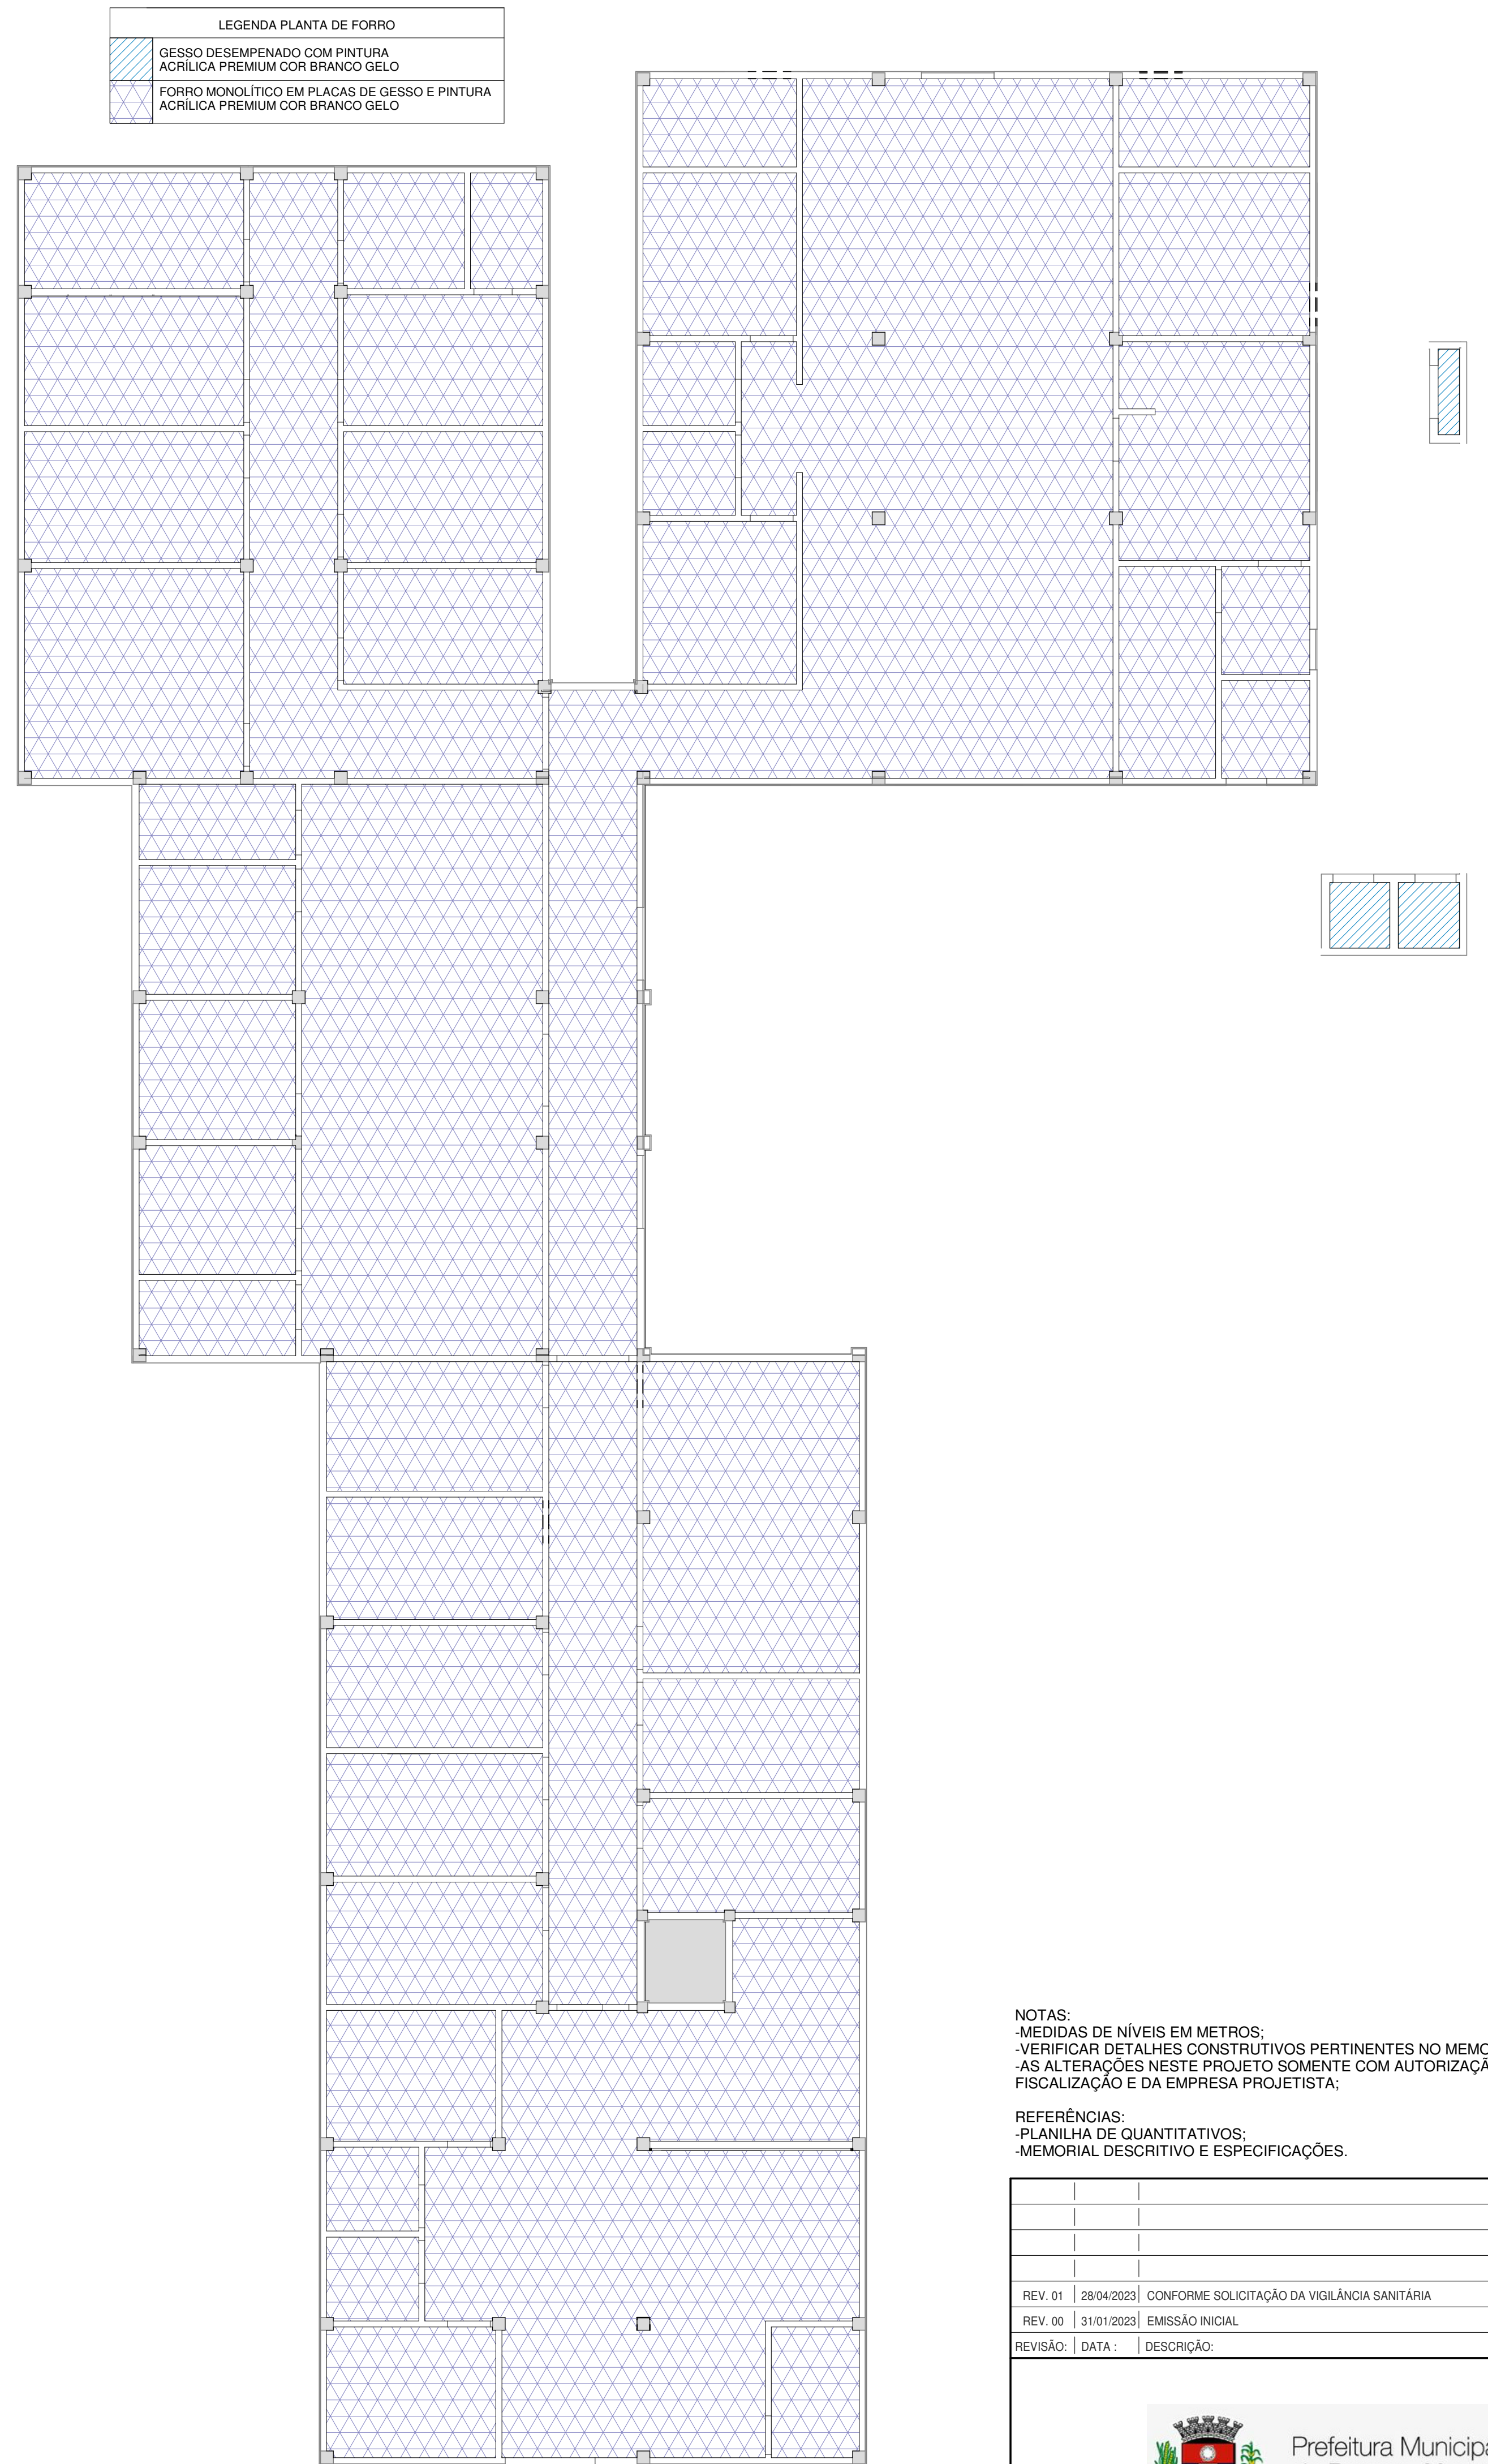 LEGENDA PLANTA DE FORRO
GESSO DESEMPENADO COM PINTURA
ACRÍLICA PREMIUM COR BRANCO GELO
FORRO MONOLÍTICO EM PLACAS DE GESSO E PINTURA
ACRÍLICA PREMIUM COR BRANCO GELO
NOTAS:
-MEDIDAS DE NÍVEIS EM METROS;
-VERIFICAR DETALHES CONSTRUTIVOS PERTINENTES NO
-AS ALTERAÇÕES NESTE PROJETO SOMENTE COM
FISCALIZAÇÃO E DA EMPRESA PROJETISTA;
REFERÊNCIAS:
-PLANILHA DE QUANTITATIVOS;
-MEMORIAL DESCRITIVO E ESPECIFICAÇÕES.
REV. 01 28/04/2023 CONFORME SOLICITAÇÃO DA VIGILÂNCIA SANITÁRIA
REV. 00 31/01/2023 EMISSÃO INICIAL
REVISÃO: DATA : DESCRIÇÃO:
Prefeitura